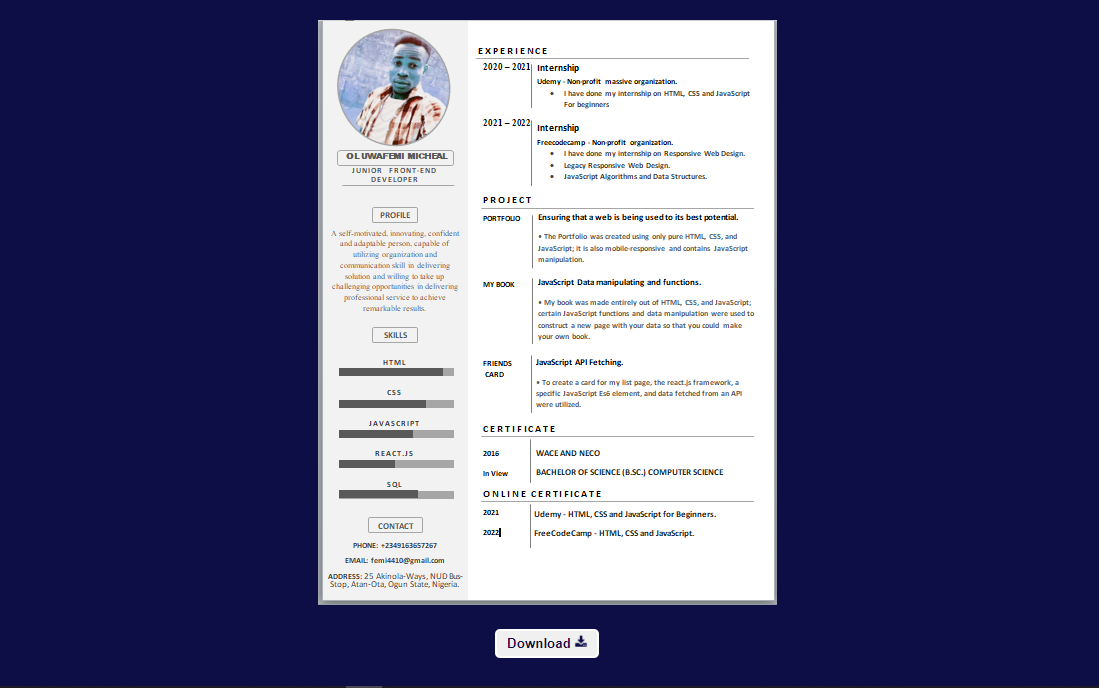 OLUWAFEMI MICHEAL
JUNIOR FRONT-END
DEVELOPER
PROFILE
A self-motivated, innovating, confident
and adaptable person, capable of
utilizing organization and
communication skill in delivering
solution and willing to take up
challenging opportunities in delivering
professional service to achieve
remarkable results.
SKILLS
HTML
CSS
JAVASCRIPT
REACT.JS
SQL
CONTACT
PHONE: +2349163657267
EMAIL: femi4410@gmail.com
ADDRESS: 25 Akinola-Ways, NUD Bus-
Stop, Atan-Ota, Ogun State, Nigeria.
EXPERIENCE
2020 – 2021 Internship
Udemy - Non-profit massive organization.
• I have done my internship on HTML, CSS and JavaScript
For beginners
2021 – 2022 Internship
Freecodecamp - Non-profit organization.
• I have done my internship on Responsive Web Design.
• Legacy Responsive Web Design.
• JavaScript Algorithms and Data Structures.
PROJECT
PORTFOLIO Ensuring that a web is being used to its best potential.
• The Portfolio was created using only pure HTML, CSS, and
JavaScript; it is also mobile-responsive and contains JavaScript
manipulation.
MY BOOK JavaScript Data manipulating and functions.
• My book was made entirely out of HTML, CSS, and JavaScript;
certain JavaScript functions and data manipulation were used to
construct a new page with your data so that you could make
your own book.
FRIENDS JavaScript API Fetching.
CARD
• To create a card for my list page, the react.js framework, a
specific JavaScript Es6 element, and data fetched from an API
were utilized.
CERTIFICATE
2016 WACE AND NECO
In View BACHELOR OF SCIENCE (B.SC.) COMPUTER SCIENCE
ONLINE CERTIFICATE
2021 Udemy - HTML, CSS and JavaScript for Beginners.
2022 FreeCodeCamp - HTML, CSS and JavaScript.
Download